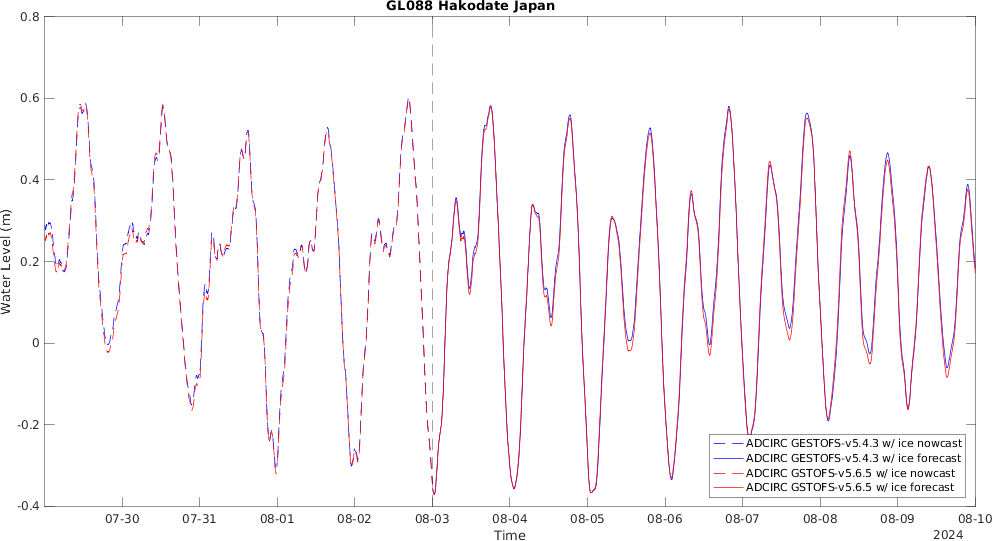 GL088 Hakodate Japan
0.8
0.6
0.4
0.2
0
-0.2
-0.4
Water Level (m)
ADCIRC GESTOFS-v5.4.3 w/ ice nowcast
ADCIRC GESTOFS-v5.4.3 w/ ice forecast
ADCIRC GSTOFS-v5.6.5 w/ ice nowcast
ADCIRC GSTOFS-v5.6.5 w/ ice forecast
07-30 07-31 08-01 08-02 08-03 08-04 08-05 08-06 08-07 08-08 08-09 08-10
Time
2024